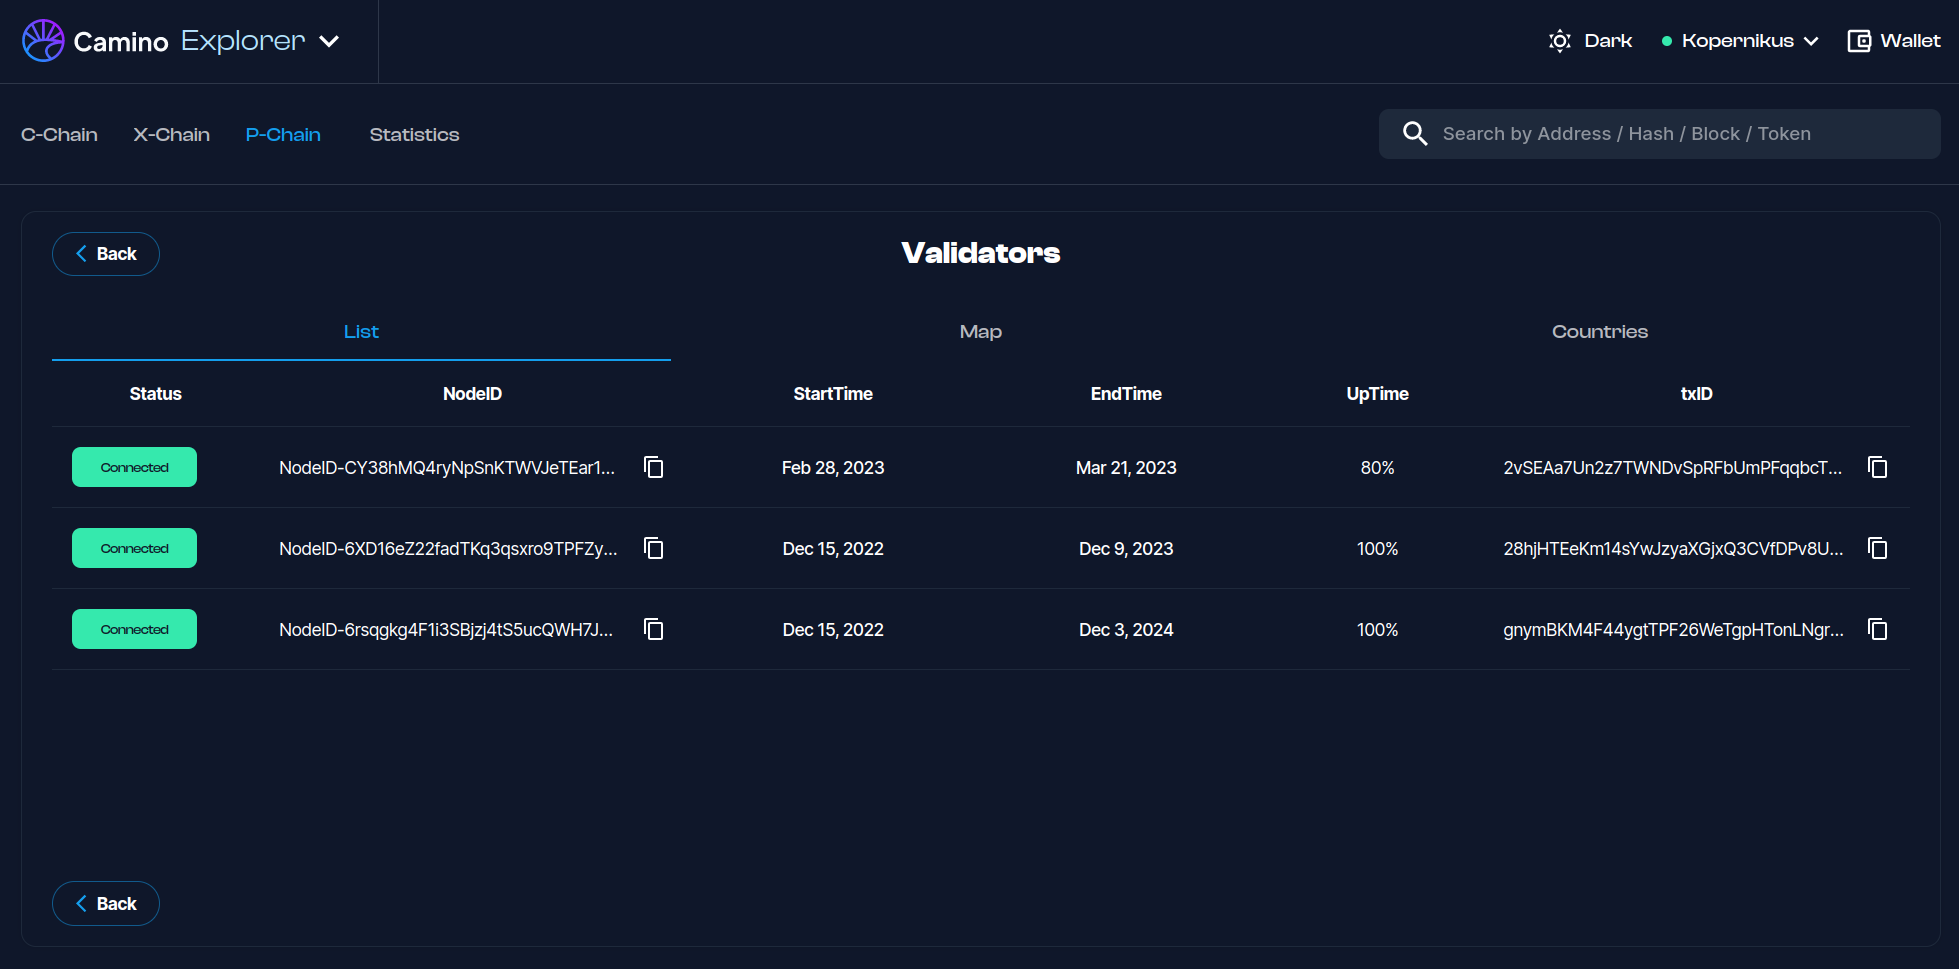 Camino Explorer
Dark
Kopernikus
Wallet
C-Chain X-Chain P-Chain Statistics
Search by Address / Hash / Block / Token
Back
Validators
List Map Countries
Status NodeID StartTime EndTime UpTime txID
Connected NodeID-CY38hMQ4ryNpSnKTWVJeTEar1... Feb 28, 2023 Mar 21, 2023 80% 2vSEAa7Un2z7TWNDvSpRFbUmPFqqbcT...
Connected NodeID-6XD16eZ22fadTKq3qsxro9TPFZy... Dec 15, 2022 Dec 9, 2023 100% 28hjHTEeKm14sYwJzyaXGjxQ3CVfDPv8U...
Connected NodeID-6rsqgkg4F1i3SBjzj4tS5ucQWH7J... Dec 15, 2022 Dec 3, 2024 100% gnymBKM4F44ygtTPF26WeTgpHTonLNgr...
Back